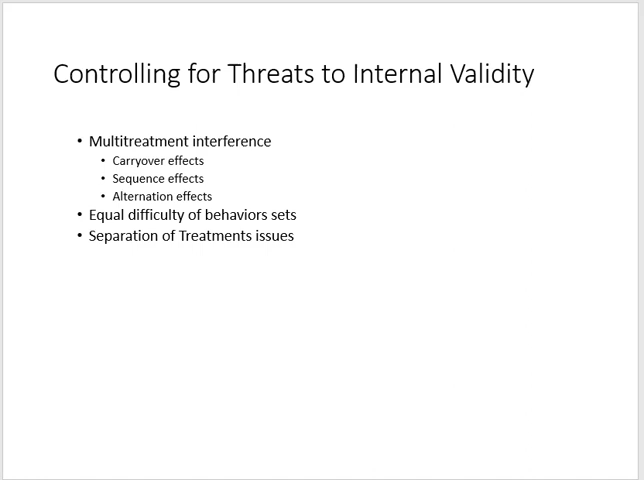 Controlling for Threats to Internal Validity
• Multitreatment interference
• Carryover effects
• Sequence effects
• Alternation effects
• Equal difficulty of behaviors sets
• Separation of Treatments issues